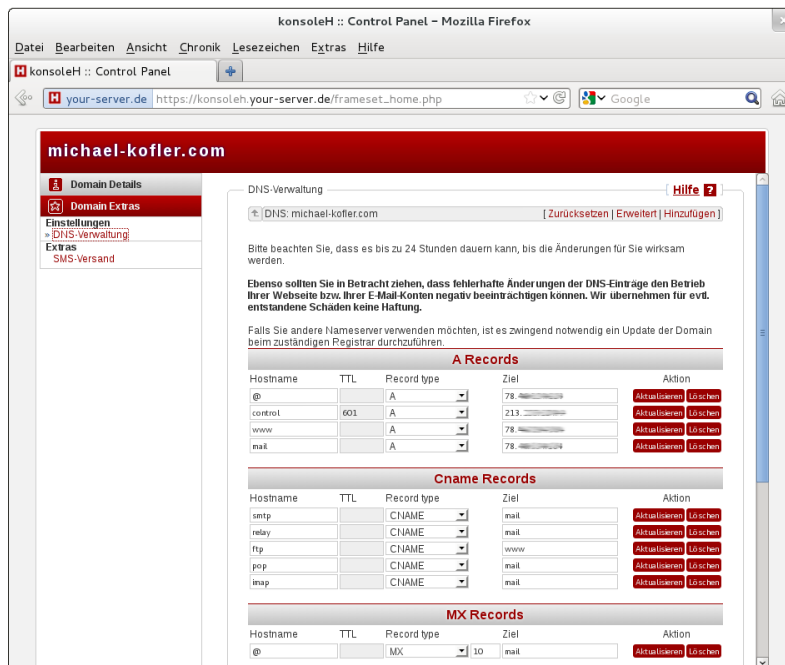 konsoleH :: Control Panel – Mozilla Firefox
Datei Bearbeiten Ansicht Chronik Lesezeichen Extras Hilfe
konsoleH :: Control Panel
your-server.de https://konsoleh.your-server.de/frameset_home.php Google
michael-kofler.com
Domain Details
Domain Extras
Einstellungen
» DNS-Verwaltung
Extras
SMS-Versand
DNS-Verwaltung [ Hilfe ? ]
DNS: michael-kofler.com [ Zurücksetzen | Erweitert | Hinzufügen ]
Bitte beachten Sie, dass es bis zu 24 Stunden dauern kann, bis die Änderungen für Sie wirksam
werden.
Ebenso sollten Sie in Betracht ziehen, dass fehlerhafte Änderungen der DNS-Einträge den Betrieb
Ihrer Webseite bzw. Ihrer E-Mail-Konten negativ beeinträchtigen können. Wir übernehmen für evtl.
entstandene Schäden keine Haftung.
Falls Sie andere Nameserver verwenden möchten, ist es zwingend notwendig ein Update der Domain
beim zuständigen Registrar durchzuführen.
A Records
Hostname TTL Record type Ziel Aktion
@ A 78. Aktualisieren Löschen
control 601 A 213. Aktualisieren Löschen
www A 78. Aktualisieren Löschen
mail A 78. Aktualisieren Löschen
Cname Records
Hostname TTL Record type Ziel Aktion
smtp CNAME mail Aktualisieren Löschen
relay CNAME mail Aktualisieren Löschen
ftp CNAME www Aktualisieren Löschen
pop CNAME mail Aktualisieren Löschen
imap CNAME mail Aktualisieren Löschen
MX Records
Hostname TTL Record type Ziel Aktion
@ MX 10 mail Aktualisieren Löschen